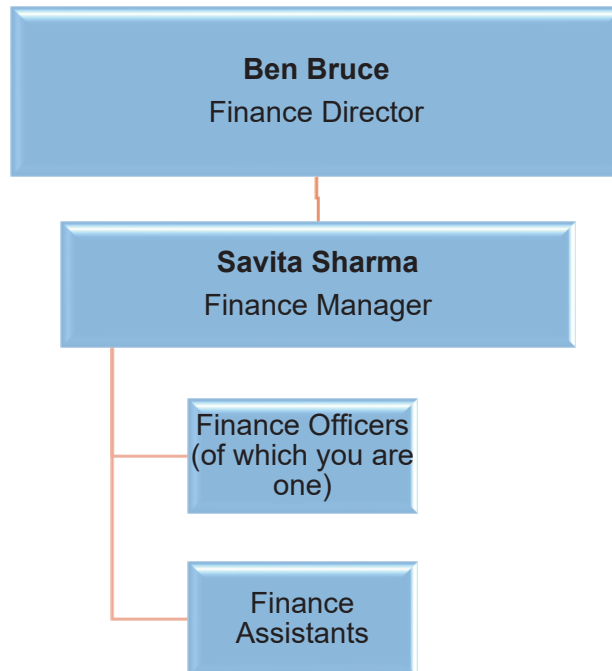 Ben Bruce
Finance Director
Savita Sharma
Finance Manager
Finance Officers
(of which you are
one)
Finance
Assistants